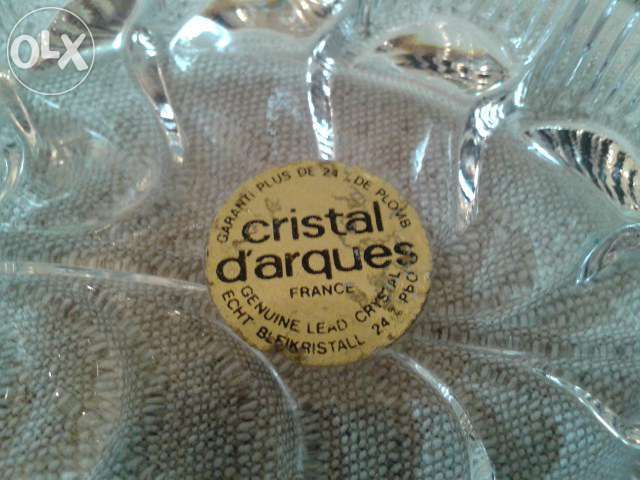 OLX
GARANTI PLUS DE 24% DE PLOMB
cristal
d'arques
FRANCE
GENUINE LEAD CRYSTAL
ECHT BLEIKRISTALL 24% PbO